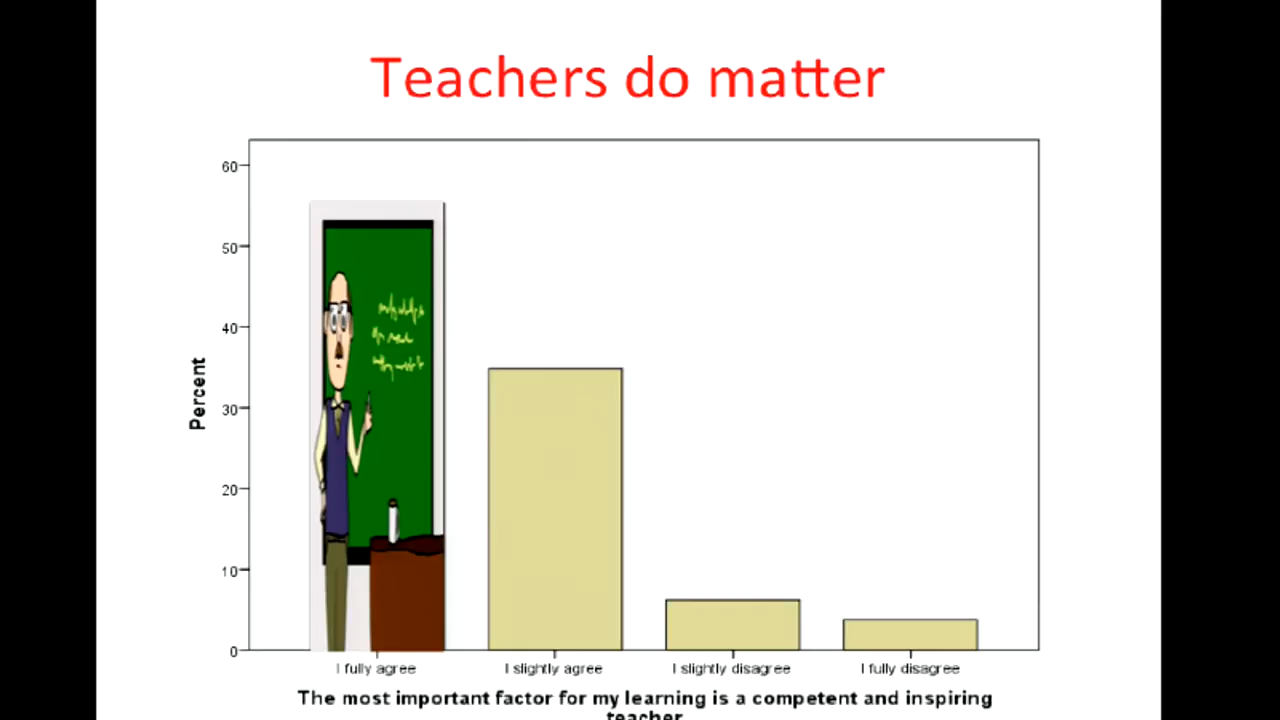 Teachers do matter
60
50
40
30
20
10
0
Percent
I fully agree
I slightly agree
I slightly disagree
I fully disagree
The most important factor for my learning is a competent and inspiring
teacher